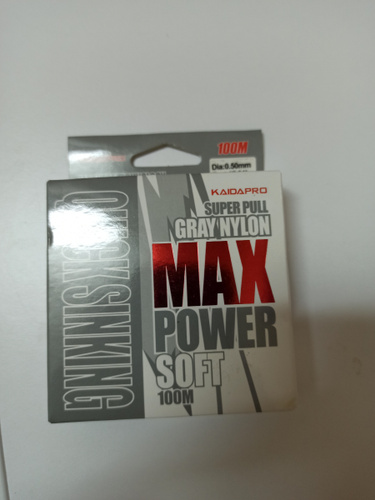 100M
Dia:0.50mm
KAIDAPRO
SUPER PULL
GRAY NYLON
MAX
POWER
SOFT
100M
QUICK SINKING